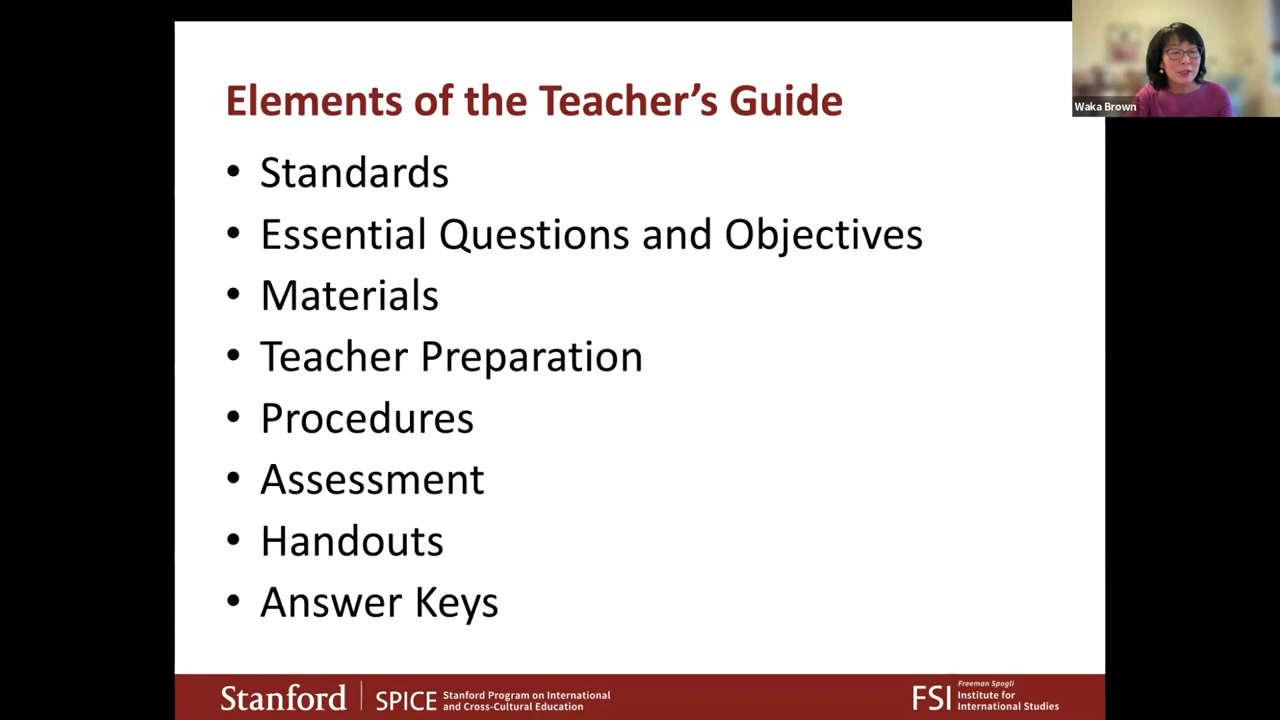 Elements of the Teacher's Guide
• Standards
• Essential Questions and Objectives
• Materials
• Teacher Preparation
• Procedures
• Assessment
• Handouts
• Answer Keys
Waka Brown
Stanford
SPICE
Stanford Program on International
and Cross-Cultural Education
FSI
Freeman Spogli
Institute for
International Studies